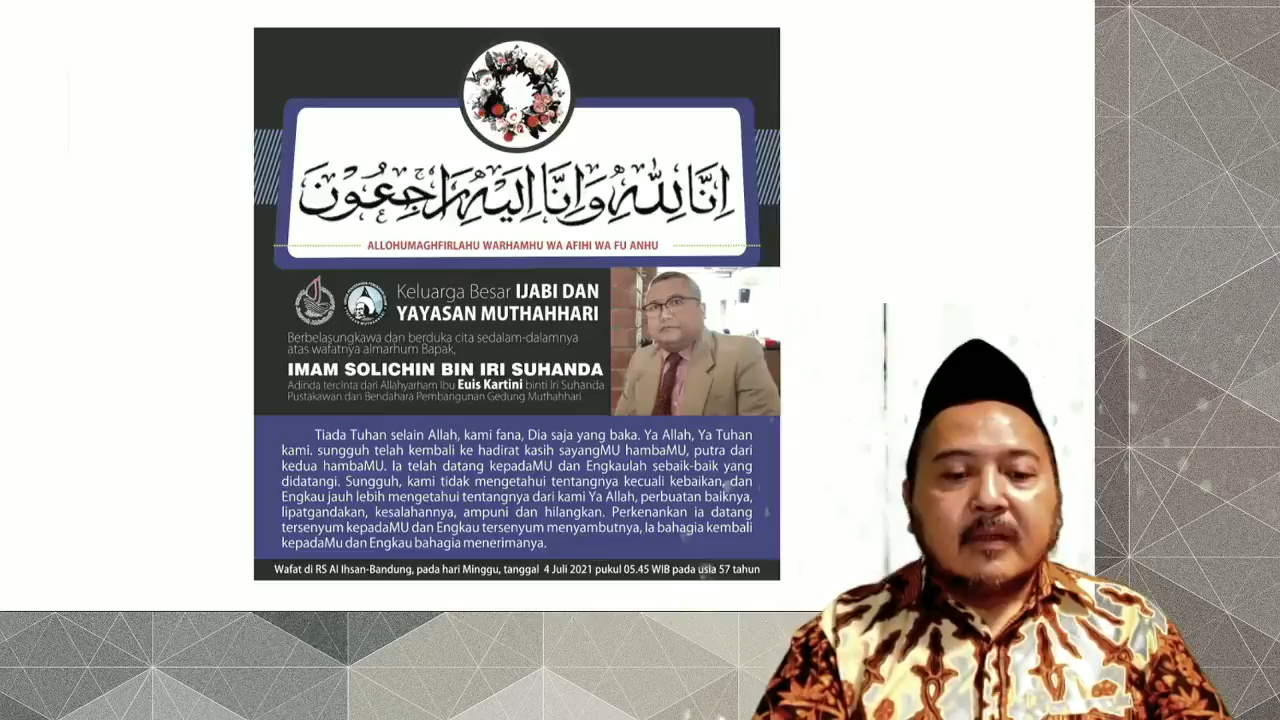 اِنَّا لِلّٰهِ وَاِنَّا اِلَيْهِ رَاجِعُوْنَ
ALLOHUMAGHFIRLAHU WARHAMHU WA AFIHI WA FU ANHU
Keluarga Besar IJABI DAN
YAYASAN MUTHAHHARI
Berbelasungkawa dan berduka cita sedalam-dalamnya
atas wafatnya almarhum Bapak,
IMAM SOLICHIN BIN IRI SUHANDA
Adinda tercinta dari Allahyarham Ibu Euis Kartini binti Iri Suhanda
Pustakawan dan Bendahara Pembangunan Gedung Muthahhari
Tiada Tuhan selain Allah, kami fana, Dia saja yang baka. Ya Allah, Ya Tuhan
kami. sungguh telah kembali ke hadirat kasih sayangMU hambaMU, putra dari
kedua hambaMU. Ia telah datang kepadaMU dan Engkaulah sebaik-baik yang
didatangi. Sungguh, kami tidak mengetahui tentangnya kecuali kebaikan, dan
Engkau jauh lebih mengetahui tentangnya dari kami Ya Allah, perbuatan baiknya,
lipatgandakan, kesalahannya, ampuni dan hilangkan. Perkenankan ia datang
tersenyum kepadaMU dan Engkau tersenyum menyambutnya, Ia bahagia kembali
kepadaMu dan Engkau bahagia menerimanya.
Wafat di RS Al Ihsan-Bandung, pada hari Minggu, tanggal 4 Juli 2021 pukul 05.45 WIB pada usia 57 tahun